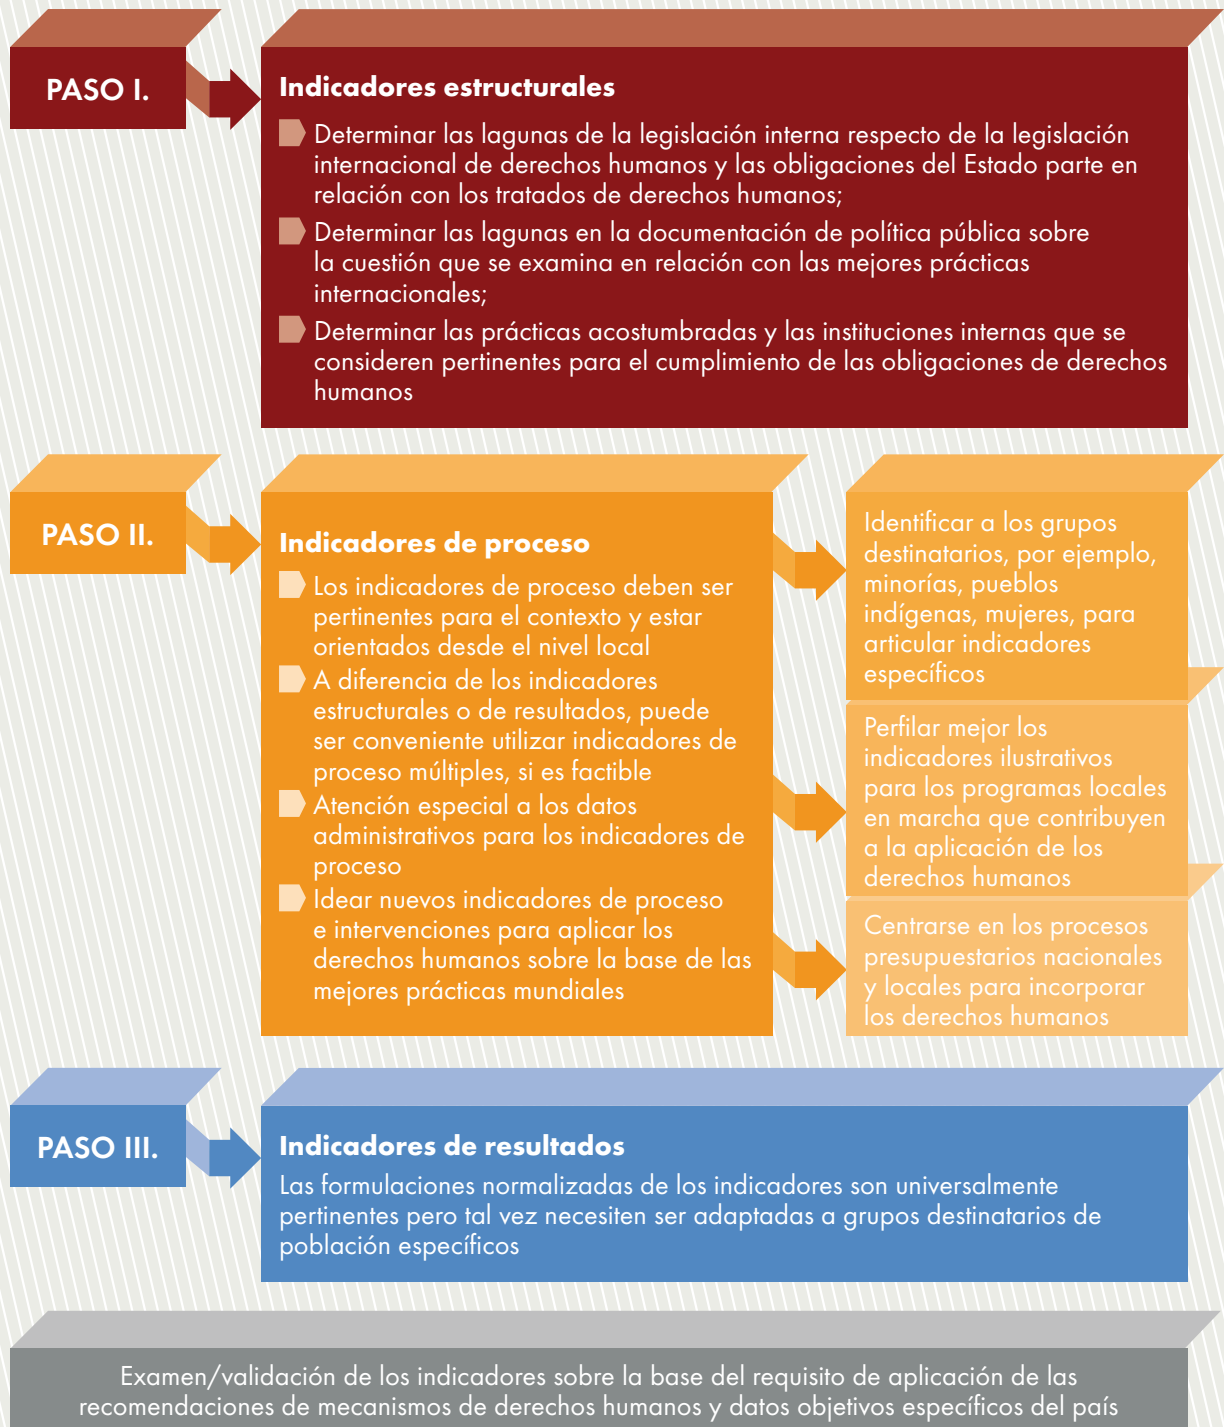 PASO I.
Indicadores estructurales
Determinar las lagunas de la legislación interna respecto de la legislación
internacional de derechos humanos y las obligaciones del Estado parte en
relación con los tratados de derechos humanos;
Determinar las lagunas en la documentación de política pública sobre
la cuestión que se examina en relación con las mejores prácticas
internacionales;
Determinar las prácticas acostumbradas y las instituciones internas que se
consideren pertinentes para el cumplimiento de las obligaciones de derechos
humanos
PASO II.
Indicadores de proceso
Los indicadores de proceso deben ser
pertinentes para el contexto y estar
orientados desde el nivel local
A diferencia de los indicadores
estructurales o de resultados, puede
ser conveniente utilizar indicadores de
proceso múltiples, si es factible
Atención especial a los datos
administrativos para los indicadores de
proceso
Idear nuevos indicadores de proceso
e intervenciones para aplicar los
derechos humanos sobre la base de las
mejores prácticas mundiales
Identificar a los grupos
destinatarios, por ejemplo,
minorías, pueblos
indígenas, mujeres, para
articular indicadores
específicos
Perfilar mejor los
indicadores ilustrativos
para los programas locales
en marcha que contribuyen
a la aplicación de los
derechos humanos
Centrarse en los procesos
presupuestarios nacionales
y locales para incorporar
los derechos humanos
PASO III.
Indicadores de resultados
Las formulaciones normalizadas de los indicadores son universalmente
pertinentes pero tal vez necesiten ser adaptadas a grupos destinatarios de
población específicos
Examen/validación de los indicadores sobre la base del requisito de aplicación de las
recomendaciones de mecanismos de derechos humanos y datos objetivos específicos del país